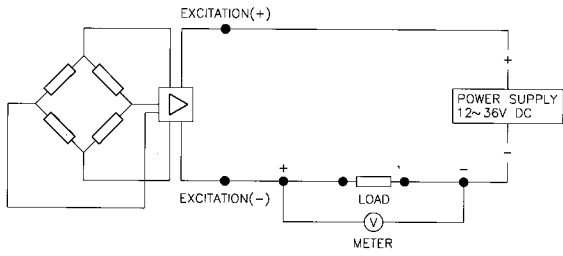 EXCITATION(+)
+
POWER SUPPLY
12~36V DC
−
+
−
EXCITATION(−)
LOAD
V
METER